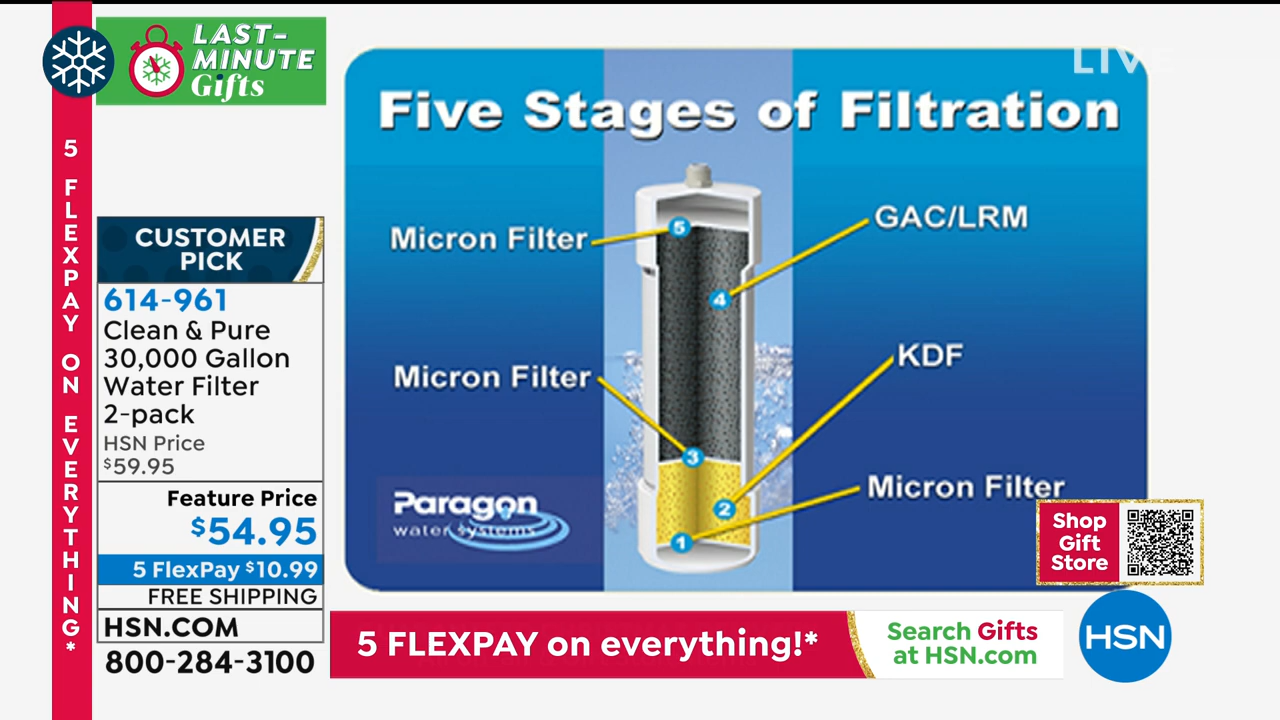 LAST-
MINUTE
Gifts
5 FLEXPAY ON EVERYTHING*
CUSTOMER
PICK
614-961
Clean & Pure
30,000 Gallon
Water Filter
2-pack
HSN Price
$59.95
Feature Price
$54.95
5 FlexPay $10.99
FREE SHIPPING
HSN.COM
800-284-3100
LIVE
Five Stages of Filtration
Micron Filter
GAC/LRM
Micron Filter
KDF
Micron Filter
5
4
3
2
1
Paragon
water systems
Shop
Gift
Store
5 FLEXPAY on everything!*
Search Gifts
at HSN.com
HSN